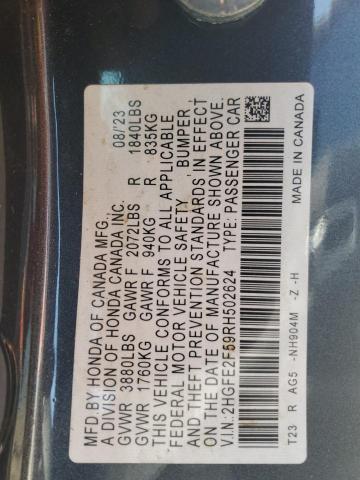 MFD.BY HONDA OF CANADA MFG., 08/'23
A DIVISION OF HONDA CANADA INC.
GVWR 3880LBS GAWR F 2072LBS R 1840LBS
GVWR 1760KG GAWR F 940KG R 835KG
THIS VEHICLE CONFORMS TO ALL APPLICABLE
FEDERAL MOTOR VEHICLE SAFETY , BUMPER ,
AND THEFT PREVENTION STANDARDS IN EFFECT
ON THE DATE OF MANUFACTURE SHOWN ABOVE.
V.I.N.: 2HGFE2F59RH502624 TYPE: PASSENGER CAR
T23 R AG5 -NH904M -Z -H MADE IN CANADA